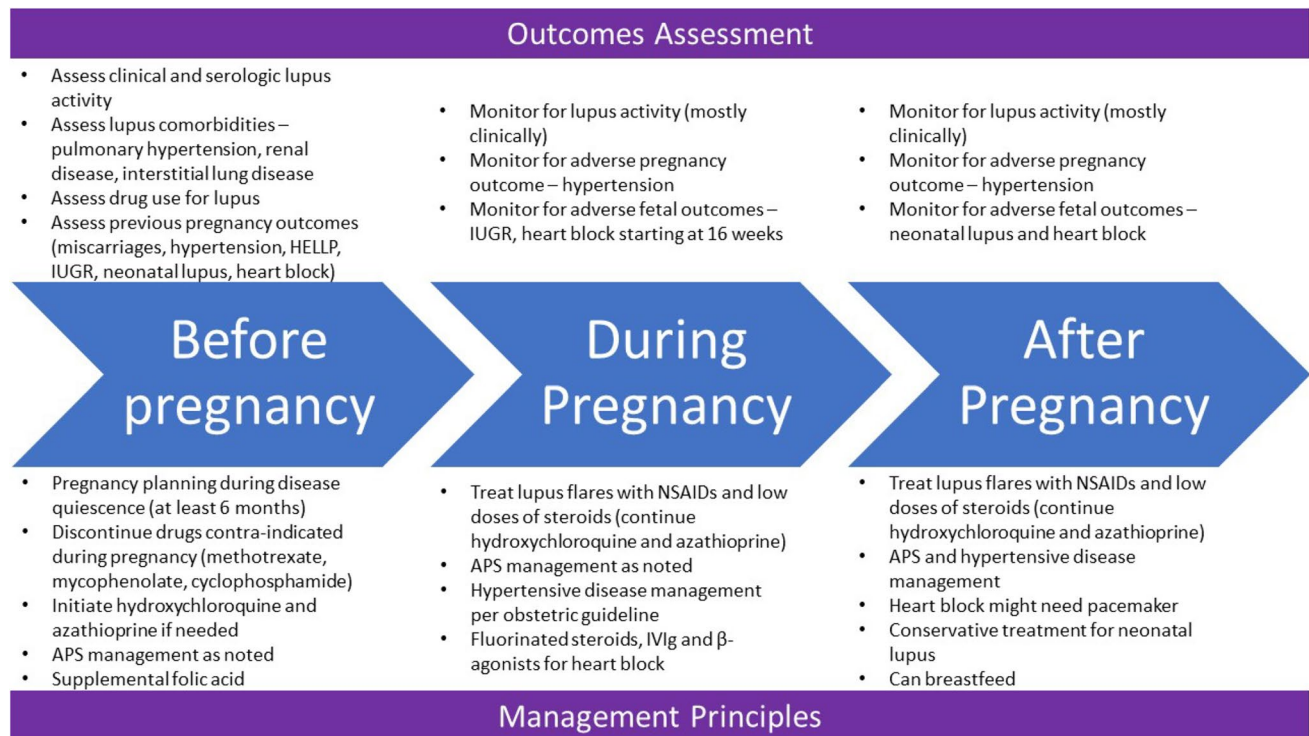 Outcomes Assessment
• Assess clinical and serologic lupus
activity
• Assess lupus comorbidities –
pulmonary hypertension, renal
disease, interstitial lung disease
• Assess drug use for lupus
• Assess previous pregnancy outcomes
(miscarriages, hypertension, HELLP,
IUGR, neonatal lupus, heart block)
• Monitor for lupus activity (mostly
clinically)
• Monitor for adverse pregnancy
outcome – hypertension
• Monitor for adverse fetal outcomes –
IUGR, heart block starting at 16 weeks
• Monitor for lupus activity (mostly
clinically)
• Monitor for adverse pregnancy
outcome – hypertension
• Monitor for adverse fetal outcomes –
neonatal lupus and heart block
Before
pregnancy
During
Pregnancy
After
Pregnancy
• Pregnancy planning during disease
quiescence (at least 6 months)
• Discontinue drugs contra-indicated
during pregnancy (methotrexate,
mycophenolate, cyclophosphamide)
• Initiate hydroxychloroquine and
azathioprine if needed
• APS management as noted
• Supplemental folic acid
• Treat lupus flares with NSAIDs and low
doses of steroids (continue
hydroxychloroquine and azathioprine)
• APS management as noted
• Hypertensive disease management
per obstetric guideline
• Fluorinated steroids, IVIg and β-
agonists for heart block
• Treat lupus flares with NSAIDs and low
doses of steroids (continue
hydroxychloroquine and azathioprine)
• APS and hypertensive disease
management
• Heart block might need pacemaker
• Conservative treatment for neonatal
lupus
• Can breastfeed
Management Principles